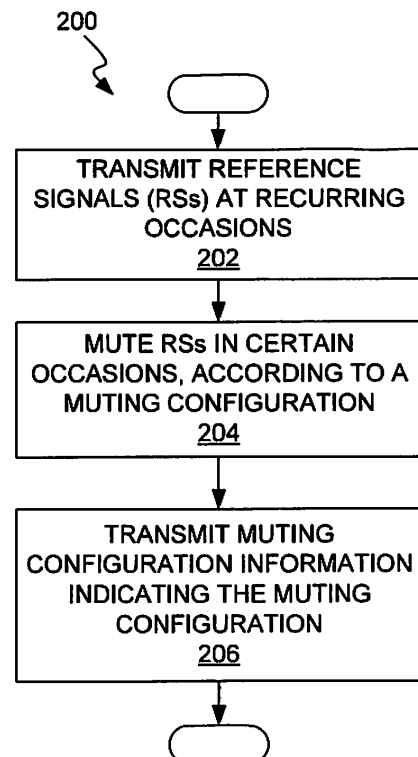 200
TRANSMIT REFERENCE
SIGNALS (RSs) AT RECURRING
OCCASIONS
202
MUTE RSs IN CERTAIN
OCCASIONS, ACCORDING TO A
MUTING CONFIGURATION
204
TRANSMIT MUTING
CONFIGURATION INFORMATION
INDICATING THE MUTING
CONFIGURATION
206